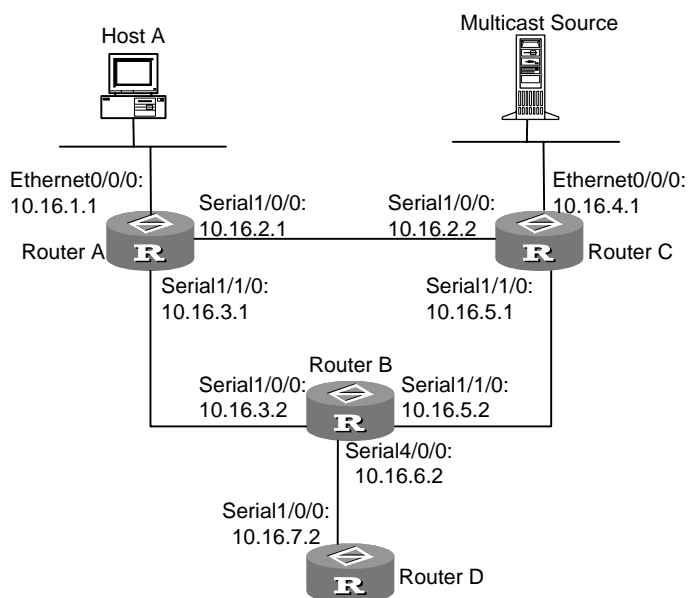 Host A
Multicast Source
Ethernet0/0/0:
10.16.1.1
Serial1/0/0:
10.16.2.1
Serial1/0/0:
10.16.2.2
Ethernet0/0/0:
10.16.4.1
Router A
R
R
Router C
Serial1/1/0:
10.16.3.1
Serial1/1/0:
10.16.5.1
Router B
Serial1/0/0:
10.16.3.2
R
Serial1/1/0:
10.16.5.2
Serial4/0/0:
10.16.6.2
Serial1/0/0:
10.16.7.2
R
Router D